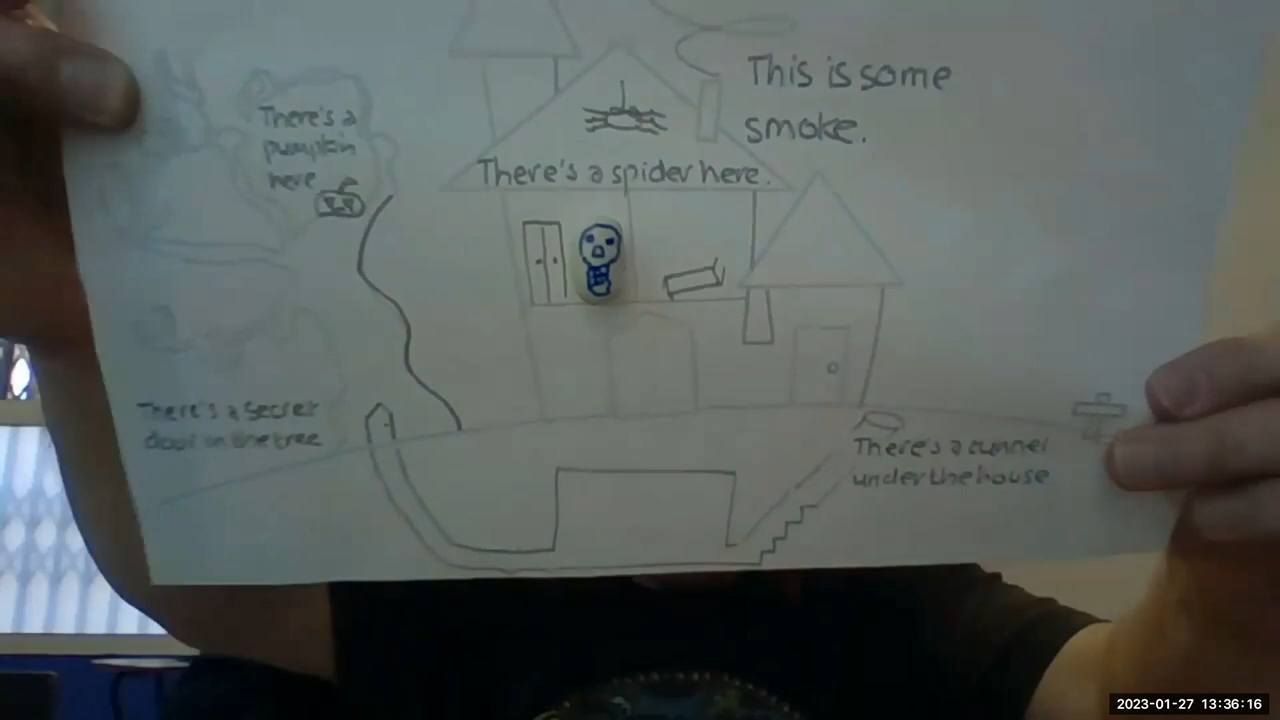 This is some
smoke.
There's a
pumpkin
here
There's a spider here.
There's a secret
door in the tree
There's a tunnel
under the house
2023-01-27 13:36:16